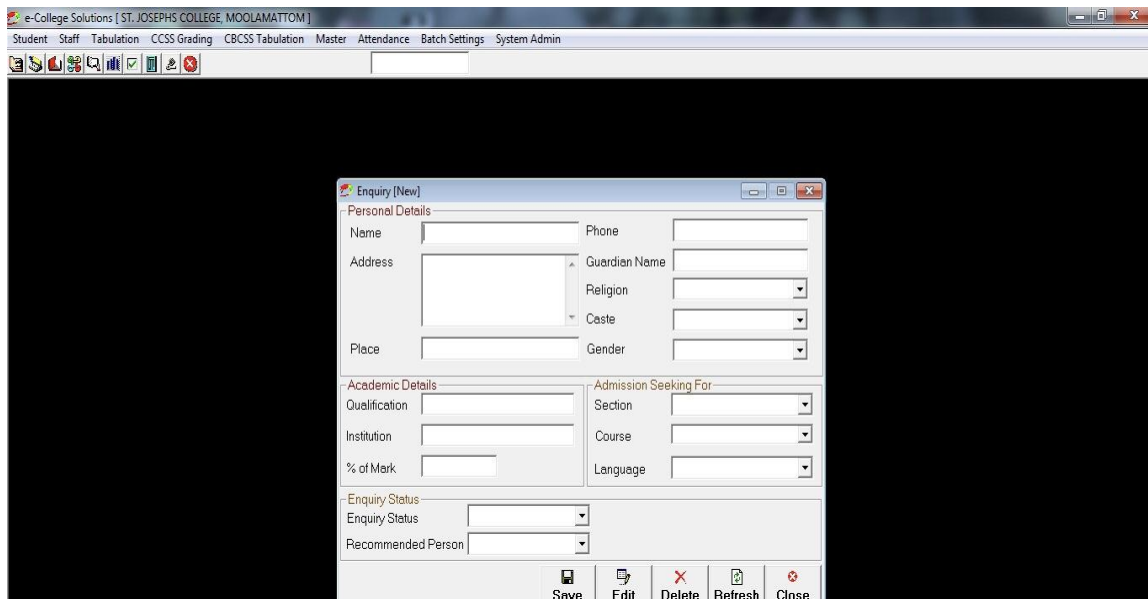 e-College Solutions [ ST. JOSEPHS COLLEGE, MOOLAMATTOM ]
Student Staff Tabulation CCSS Grading CBCSS Tabulation Master Attendance Batch Settings System Admin
Enquiry [New]
Personal Details
Name
Phone
Address
Guardian Name
Religion
Caste
Place
Gender
Academic Details
Qualification
Institution
% of Mark
Admission Seeking For
Section
Course
Language
Enquiry Status
Enquiry Status
Recommended Person
Save Edit Delete Refresh Close